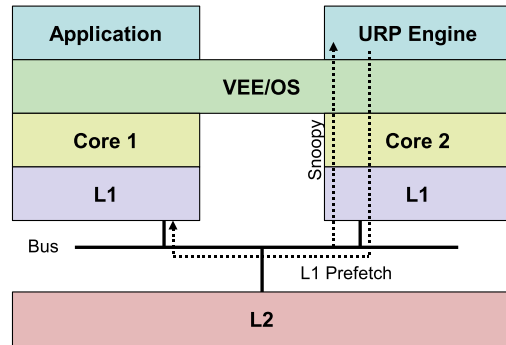 Application
URP Engine
VEE/OS
Snoopy
Core 1
Core 2
L1
L1
Bus
L1 Prefetch
L2